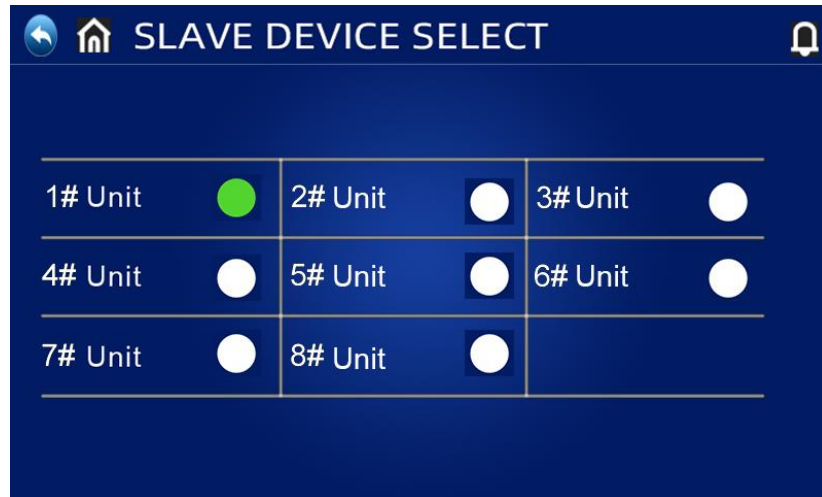 SLAVE DEVICE SELECT
1# Unit 2# Unit 3# Unit
4# Unit 5# Unit 6# Unit
7# Unit 8# Unit